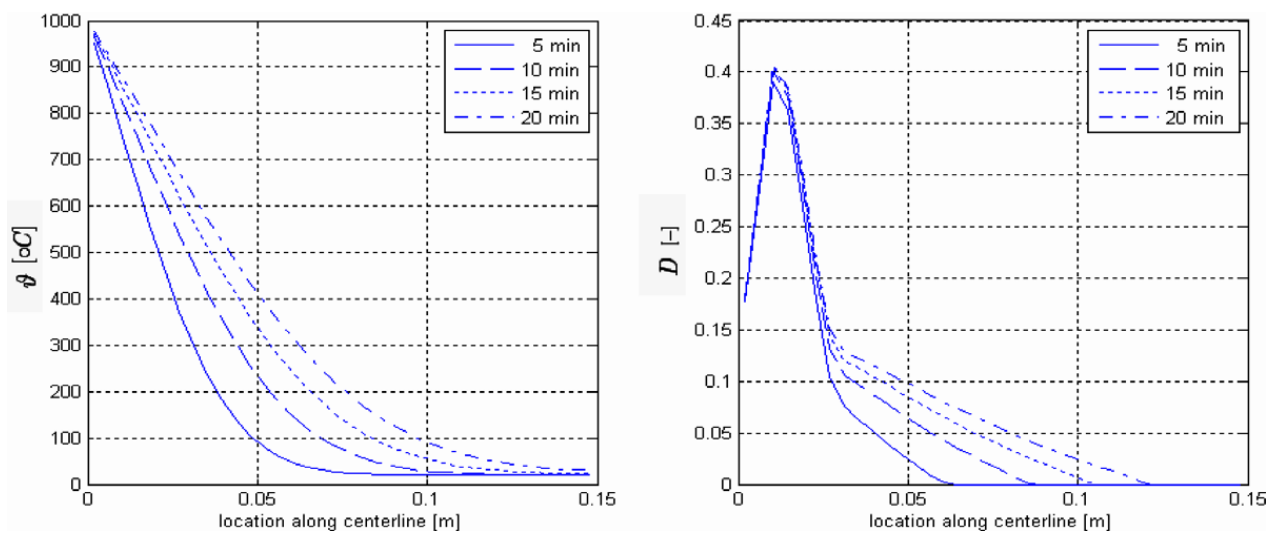 1000
900
800
700
600
500
400
300
200
100
0
ϑ [oC]
5 min
10 min
15 min
20 min
0
0.05
0.1
0.15
location along centerline [m]
0.45
0.4
0.35
0.3
0.25
0.2
0.15
0.1
0.05
0
D [–]
5 min
10 min
15 min
20 min
0
0.05
0.1
0.15
location along centerline [m]